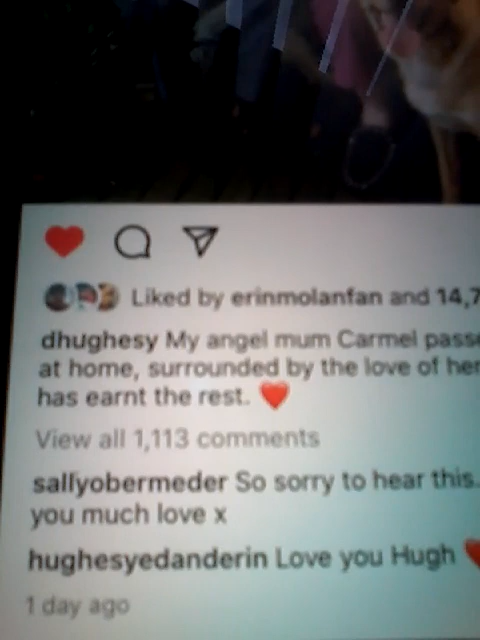 Liked by erinmolanfan and 14,7
dhughesy My angel mum Carmel pass
at home, surrounded by the love of her
has earnt the rest. ❤️
View all 1,113 comments
sallyobermeder So sorry to hear this.
you much love x
hughesyedanderin Love you Hugh ❤️
1 day ago